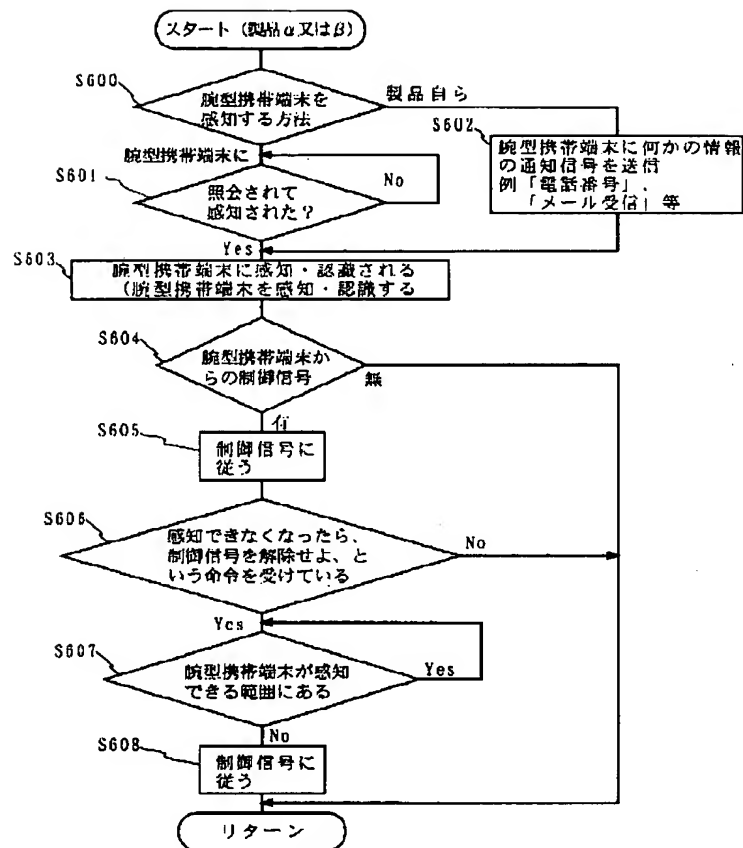 スタート(製品α又はβ)
S600
腕型携帯端末を
感知する方法
製品自ら
腕型携帯端末に
S602
腕型携帯端末に何かの情報
の通知信号を送信
例「電話番号」、
「メール受信」等
S601
照会されて
感知された?
No
Yes
S603
腕型携帯端末に感知・認識される
(腕型携帯端末を感知・認識する
S604
腕型携帯端末か
らの制御信号
無
有
S605
制御信号に
従う
S606
感知できなくなったら、
制御信号を解除せよ、と
いう命令を受けている
No
Yes
S607
腕型携帯端末が感知
できる範囲にある
Yes
No
S608
制御信号に
従う
リターン